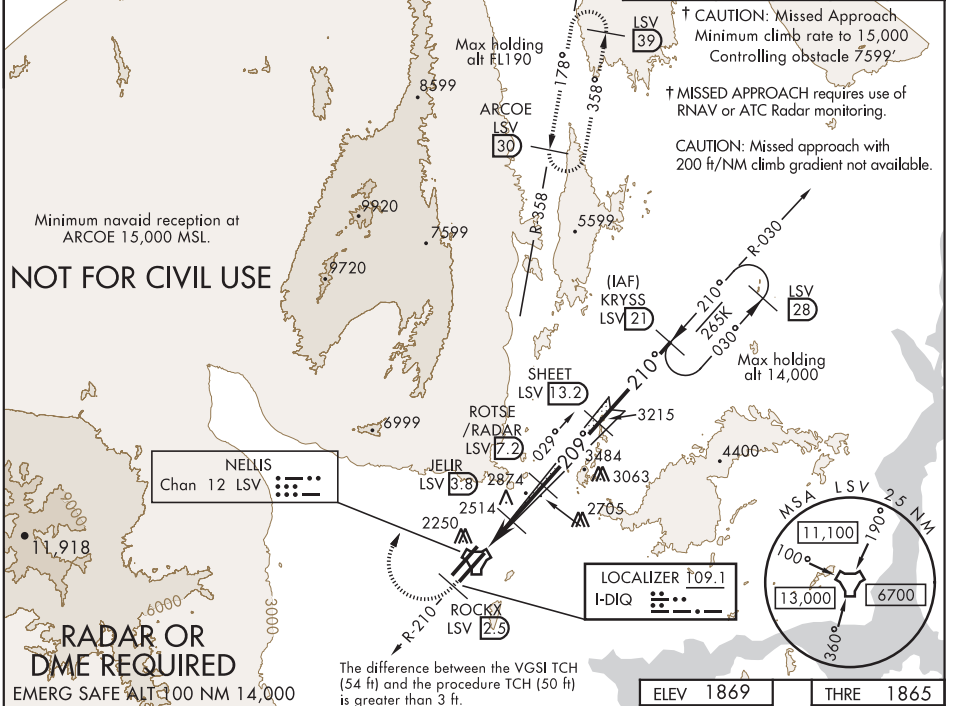 † CAUTION: Missed Approach
Minimum climb rate to 15,000
Controlling obstacle 7599'
LSV
39
Max holding
alt FL190
178°
358°
8599
† MISSED APPROACH requires use of
RNAV or ATC Radar monitoring.
ARCOE
LSV
30
CAUTION: Missed approach with
200 ft/NM climb gradient not available.
R-358
9920
5599
7599
Minimum navaid reception at
ARCOE 15,000 MSL.
9720
NOT FOR CIVIL USE
R-030
(IAF)
KRYSS
LSV 21
210°
265K
030°
LSV
28
Max holding
alt 14,000
210°
SHEET
LSV 13.2
3215
ROTSE
/RADAR
LSV 7.2
029°
209°
6999
3484
4400
3063
NELLIS
Chan 12 LSV
JELIR
LSV 3.8
2874
2514
2705
2250
9000
11,918
MSA LSV 25 NM
11,100
190°
100°
13,000
6700
360°
LOCALIZER 109.1
I-DIQ
ROCKX
LSV 2.5
R-210
6000
3000
RADAR OR
DME REQUIRED
EMERG SAFE ALT 100 NM 14,000
The difference between the VGSI TCH
(54 ft) and the procedure TCH (50 ft)
is greater than 3 ft.
ELEV 1869
THRE 1865